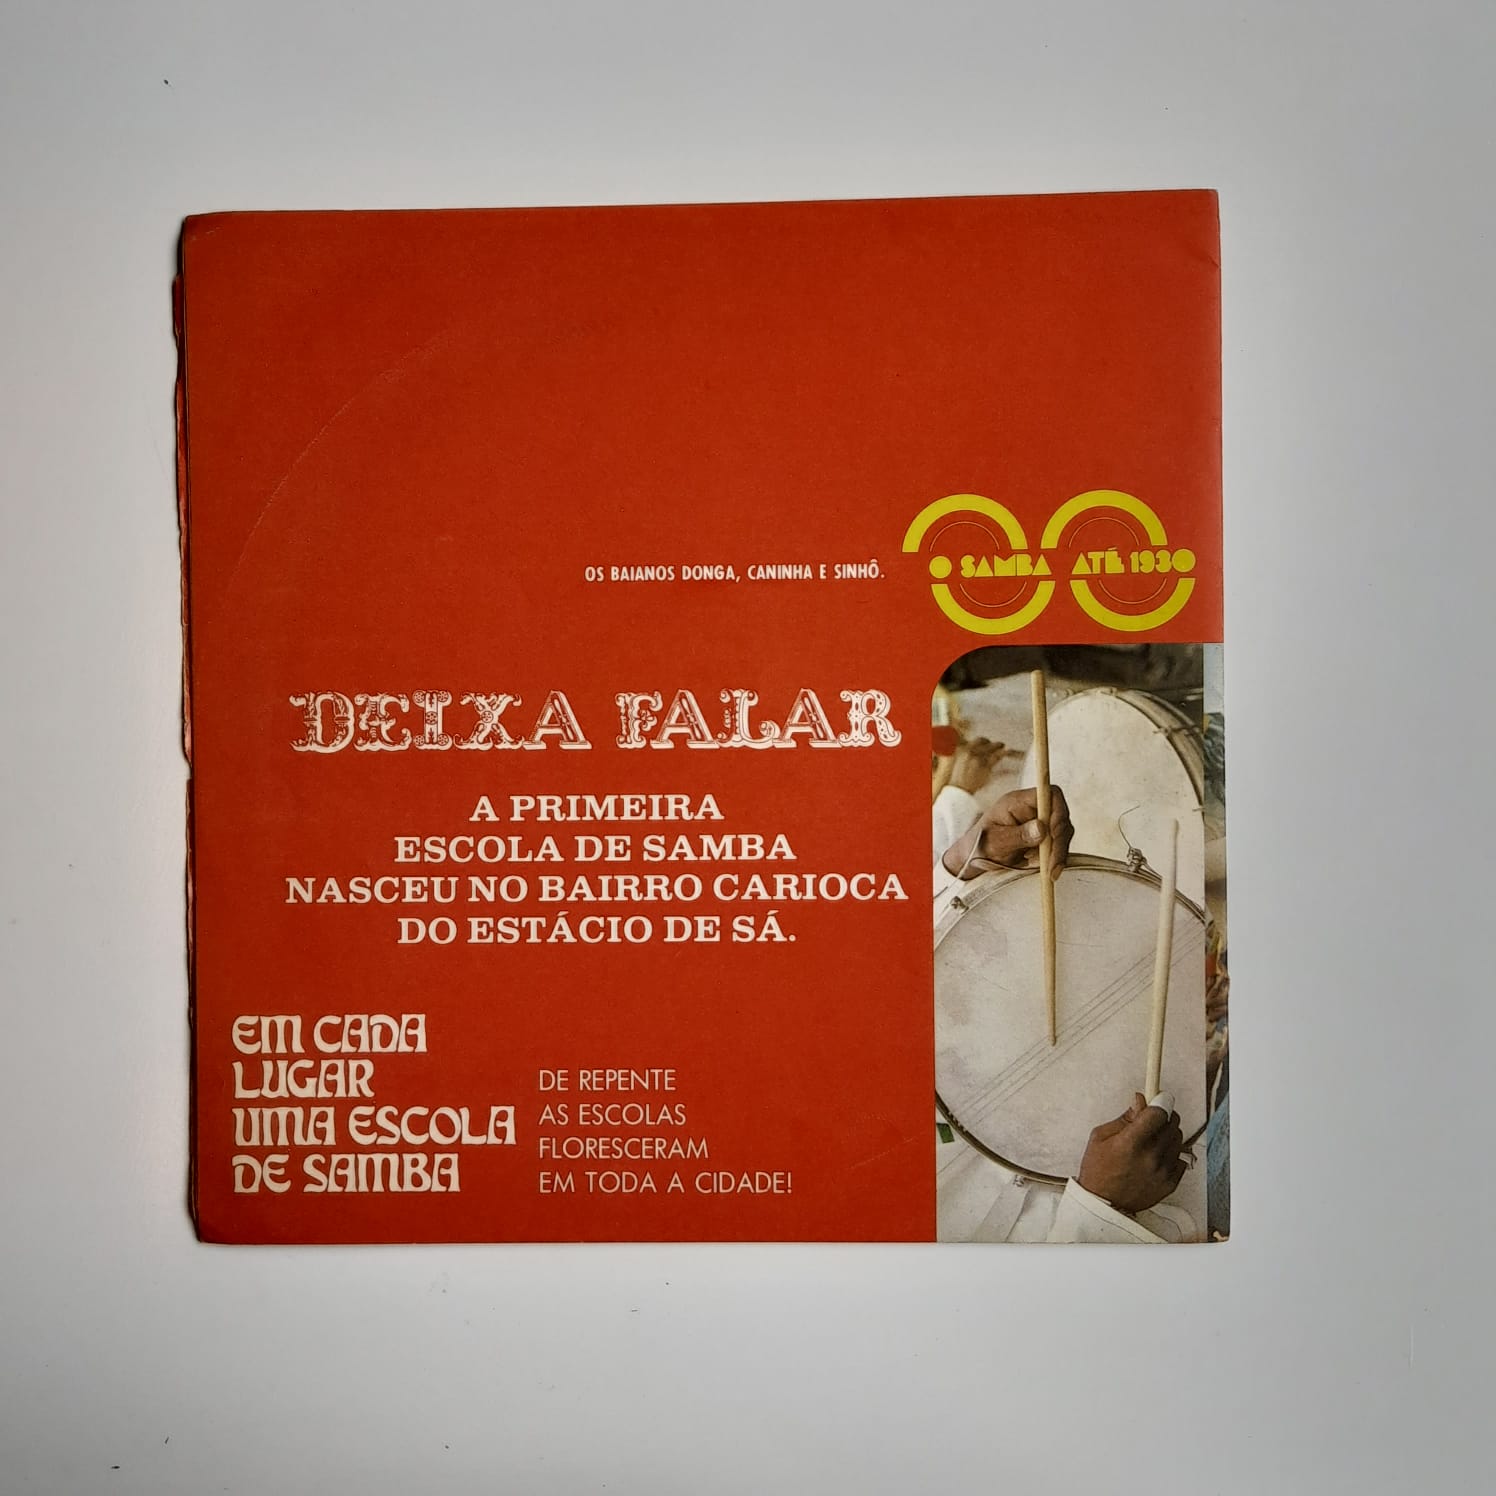 O SAMBA ATÉ 1930
OS BAIANOS DONGA, CANINHA E SINHÔ.
DEIXA FALAR
A PRIMEIRA
ESCOLA DE SAMBA
NASCEU NO BAIRRO CARIOCA
DO ESTÁCIO DE SÁ.
EM CADA
LUGAR
UMA ESCOLA
DE SAMBA
DE REPENTE
AS ESCOLAS
FLORESCERAM
EM TODA A CIDADE!